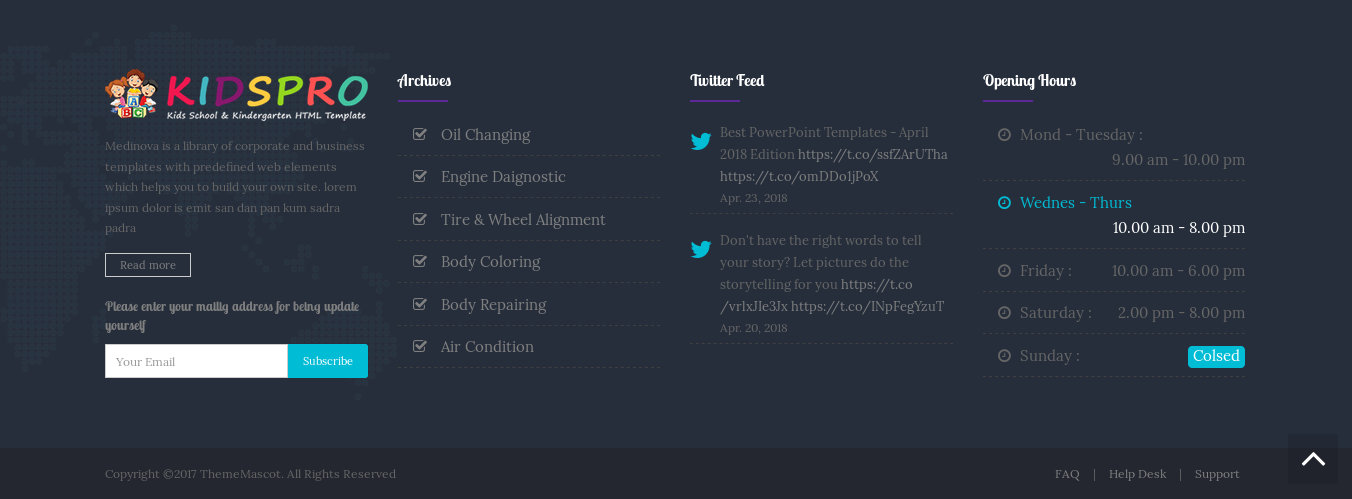 KIDSPRO
Kids School & Kindergarten HTML Template
ABC
Medinova is a library of corporate and business
templates with predefined web elements
which helps you to build your own site. lorem
ipsum dolor is emit san dan pan kum sadra
padra
Read more
Please enter your mailig address for being update
yourself
Your Email
Subscribe
Archives
Oil Changing
Engine Daignostic
Tire & Wheel Alignment
Body Coloring
Body Repairing
Air Condition
Twitter Feed
Best PowerPoint Templates - April
2018 Edition https://t.co/ssfZArUTha
https://t.co/omDDo1jPoX
Apr. 23, 2018
Don't have the right words to tell
your story? Let pictures do the
storytelling for you https://t.co
/vrlxJIe3Jx https://t.co/INpFegYzuT
Apr. 20, 2018
Opening Hours
Mond - Tuesday :
9.00 am - 10.00 pm
Wednes - Thurs
10.00 am - 8.00 pm
Friday : 10.00 am - 6.00 pm
Saturday : 2.00 pm - 8.00 pm
Sunday : Colsed
Copyright ©2017 ThemeMascot. All Rights Reserved
FAQ | Help Desk | Support